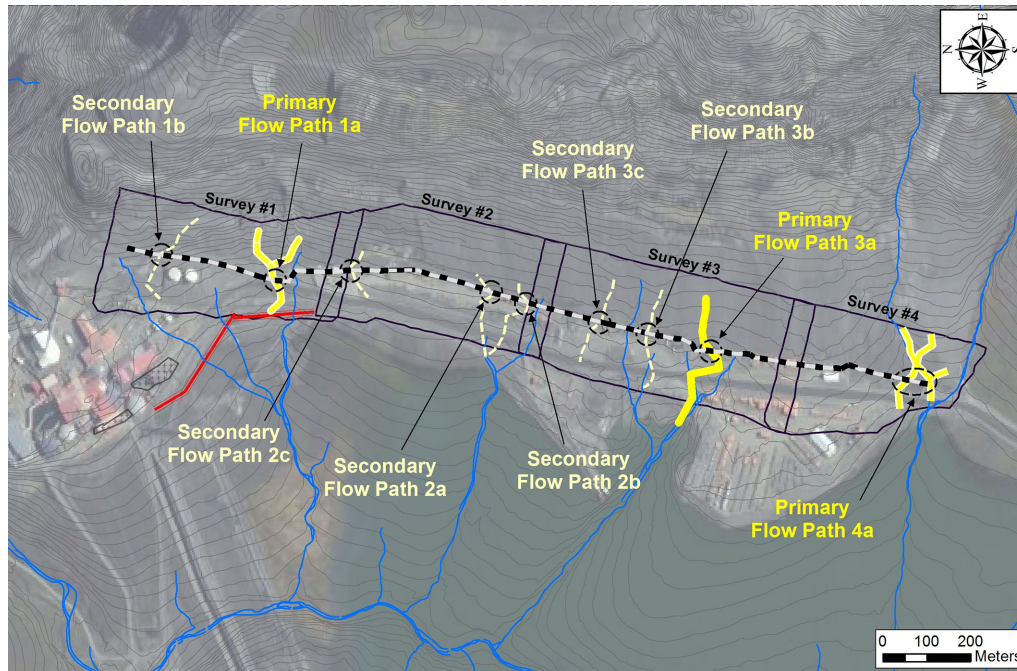 E
N
S
W
Secondary
Flow Path 1b
Primary
Flow Path 1a
Secondary
Flow Path 3b
Secondary
Flow Path 3c
Survey #1
Survey #2
Primary
Flow Path 3a
Survey #3
Survey #4
Secondary
Flow Path 2c
Secondary
Flow Path 2a
Secondary
Flow Path 2b
Primary
Flow Path 4a
0 100 200
Meters